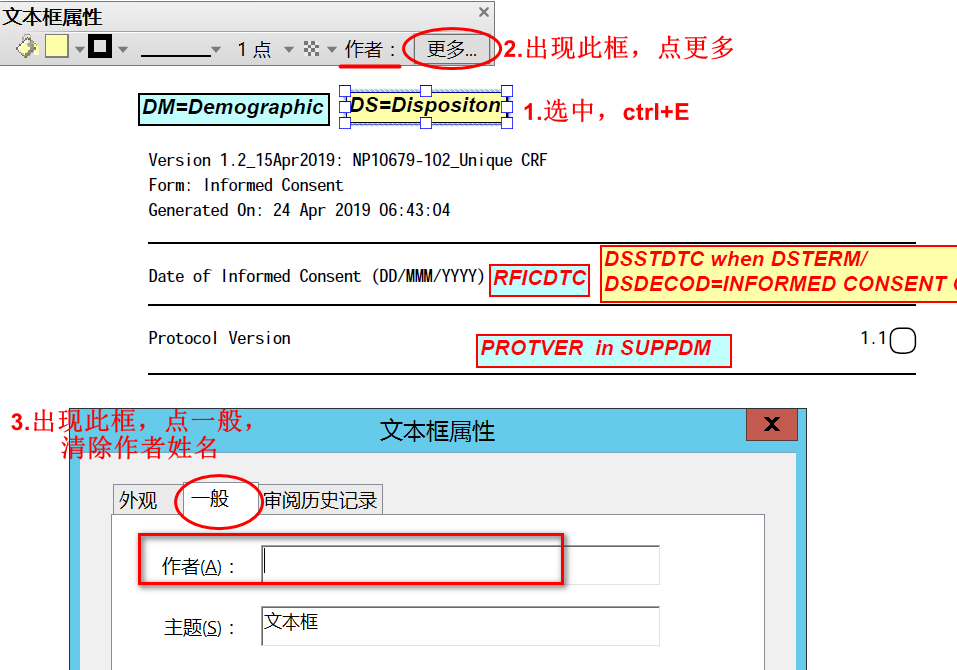 文本框属性
1 点 作者： 更多...
2.出现此框，点更多
DM=Demographic DS=Dispositon
1.选中，ctrl+E
Version 1.2_15Apr2019: NP10679-102_Unique CRF
Form: Informed Consent
Generated On: 24 Apr 2019 06:43:04
Date of Informed Consent (DD/MMM/YYYY) RFICDTC
DSSTDTC when DSTERM/
DSDECOD=INFORMED CONSENT
Protocol Version
PROTVER in SUPPDM
1.1
3.出现此框，点一般，
清除作者姓名
文本框属性
外观 一般 审阅历史记录
作者(A)：
主题(S)： 文本框